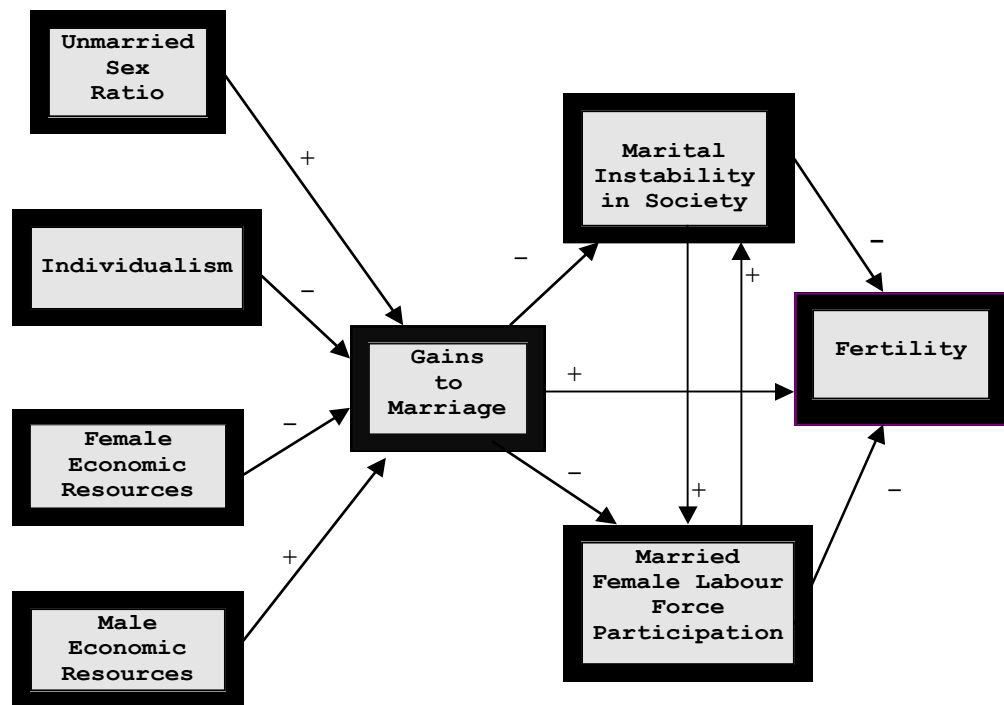 Unmarried
Sex
Ratio
+
Individualism
−
Female
Economic
Resources
−
Male
Economic
Resources
+
Gains
to
Marriage
−
+
−
Marital
Instability
in Society
−
+
+
Married
Female Labour
Force
Participation
−
Fertility